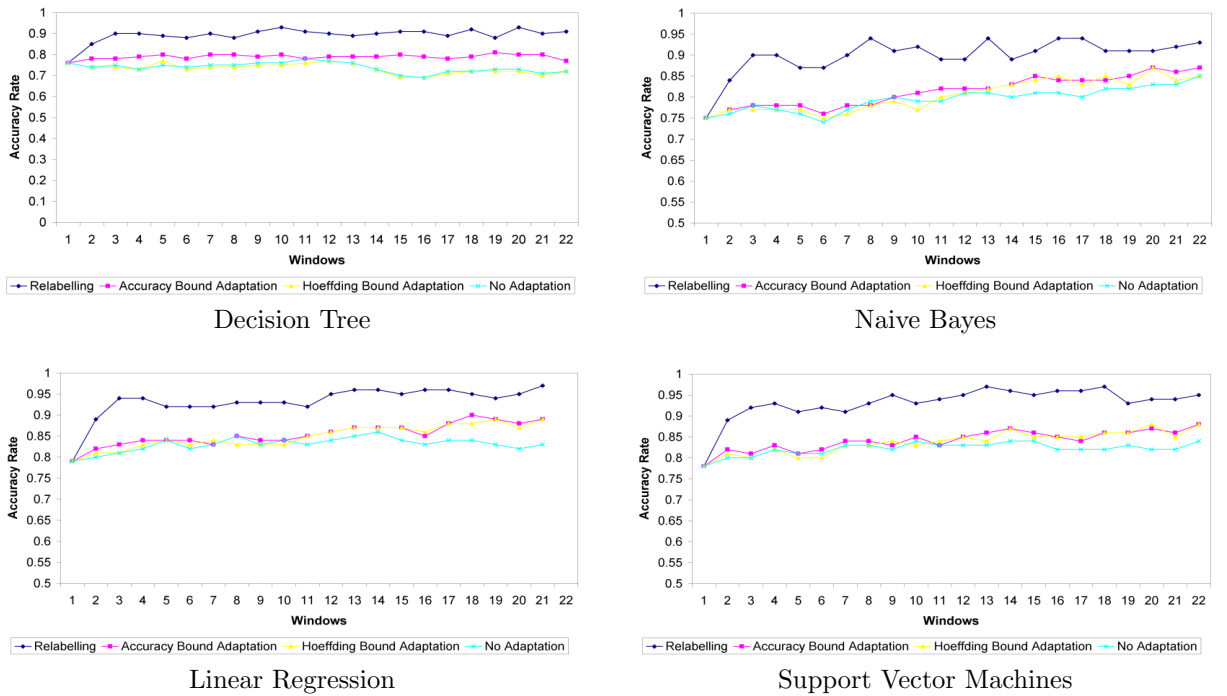 1
0.9
0.8
0.7
0.6
0.5
0.4
0.3
0.2
0.1
0
Accuracy Rate
1 2 3 4 5 6 7 8 9 10 11 12 13 14 15 16 17 18 19 20 21 22
Windows
Relabelling Accuracy Bound Adaptation Hoeffding Bound Adaptation No Adaptation
Decision Tree
1
0.95
0.9
0.85
0.8
0.75
0.7
0.65
0.6
0.55
0.5
Accuracy Rate
1 2 3 4 5 6 7 8 9 10 11 12 13 14 15 16 17 18 19 20 21 22
Windows
Relabelling Accuracy Bound Adaptation Hoeffding Bound Adaptation No Adaptation
Naive Bayes
1
0.95
0.9
0.85
0.8
0.75
0.7
0.65
0.6
0.55
0.5
Accuracy Rate
1 2 3 4 5 6 7 8 9 10 11 12 13 14 15 16 17 18 19 20 21 22
Windows
Relabelling Accuracy Bound Adaptation Hoeffding Bound Adaptation No Adaptation
Linear Regression
1
0.95
0.9
0.85
0.8
0.75
0.7
0.65
0.6
0.55
0.5
Accuracy Rate
1 2 3 4 5 6 7 8 9 10 11 12 13 14 15 16 17 18 19 20 21 22
Windows
Relabelling Accuracy Bound Adaptation Hoeffding Bound Adaptation No Adaptation
Support Vector Machines